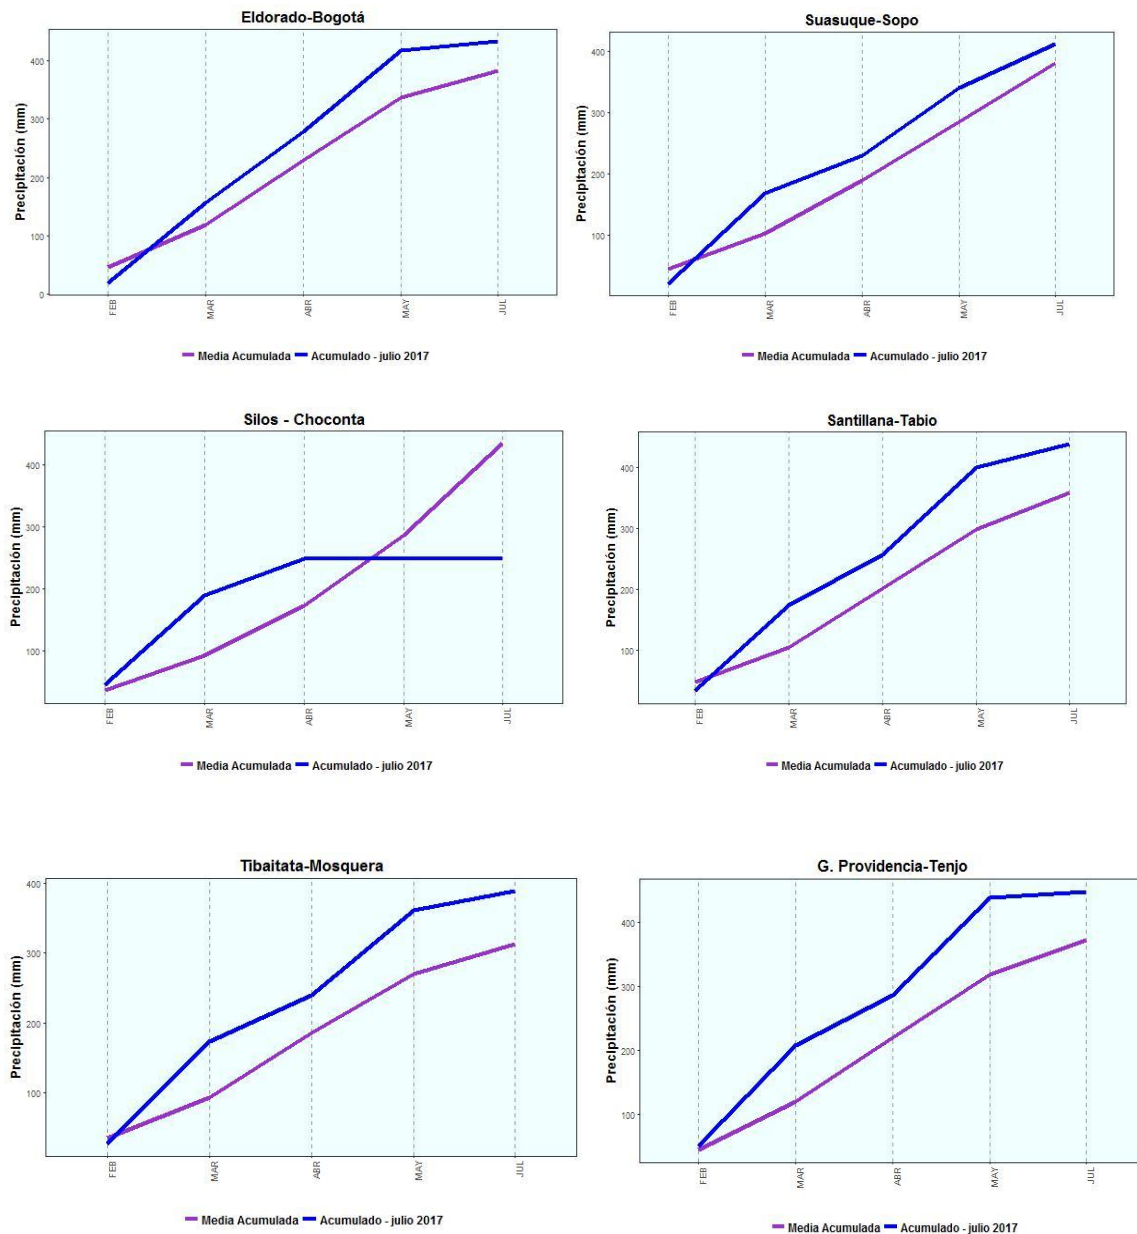 Eldorado-Bogotá
Precipitación (mm)
400
300
200
100
0
FEB
MAR
ABR
MAY
JUL
Media Acumulada Acumulado - julio 2017
Suasuque-Sopo
Precipitación (mm)
400
300
200
100
FEB
MAR
ABR
MAY
JUL
Media Acumulada Acumulado - julio 2017
Silos - Choconta
Precipitación (mm)
400
300
200
100
FEB
MAR
ABR
MAY
JUL
Media Acumulada Acumulado - julio 2017
Santillana-Tabio
Precipitación (mm)
400
300
200
100
FEB
MAR
ABR
MAY
JUL
Media Acumulada Acumulado - julio 2017
Tibaitata-Mosquera
Precipitación (mm)
400
300
200
100
FEB
MAR
ABR
MAY
JUL
Media Acumulada Acumulado - julio 2017
G. Providencia-Tenjo
Precipitación (mm)
400
300
200
100
FEB
MAR
ABR
MAY
JUL
Media Acumulada Acumulado - julio 2017